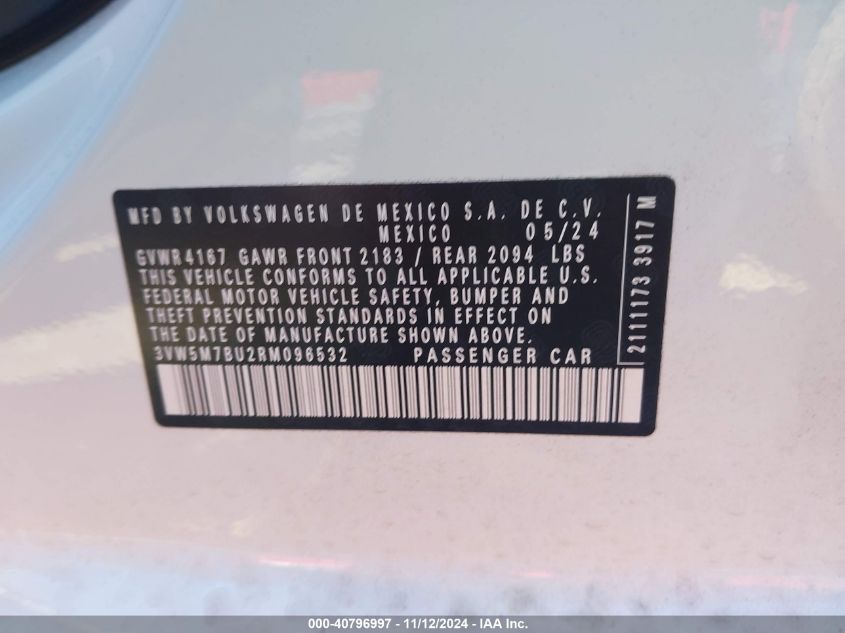 MFD BY VOLKSWAGEN DE MEXICO S.A. DE C.V.
MEXICO 05/24
GVWR 4167 GAWR FRONT 2183 / REAR 2094 LBS
THIS VEHICLE CONFORMS TO ALL APPLICABLE U.S.
FEDERAL MOTOR VEHICLE SAFETY, BUMPER AND
THEFT PREVENTION STANDARDS IN EFFECT ON
THE DATE OF MANUFACTURE SHOWN ABOVE.
3VW5M7BU2RM096532 PASSENGER CAR
2111173 3917 M
000-40796997 - 11/12/2024 - IAA Inc.